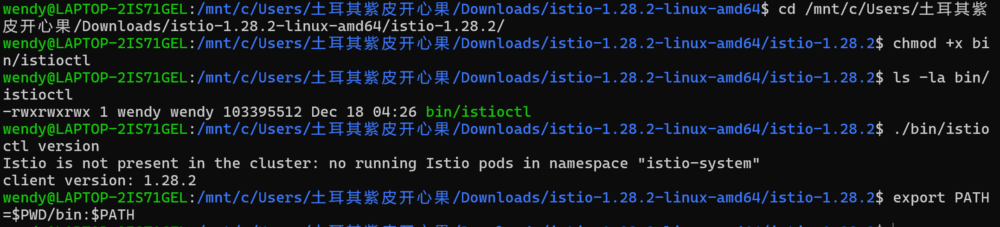 wendy@LAPTOP-2IS71GEL:/mnt/c/Users/土耳其紫皮开心果/Downloads/istio-1.28.2-linux-amd64$ cd /mnt/c/Users/土耳其紫
皮开心果/Downloads/istio-1.28.2-linux-amd64/istio-1.28.2/
wendy@LAPTOP-2IS71GEL:/mnt/c/Users/土耳其紫皮开心果/Downloads/istio-1.28.2-linux-amd64/istio-1.28.2$ chmod +x bi
n/istioctl
wendy@LAPTOP-2IS71GEL:/mnt/c/Users/土耳其紫皮开心果/Downloads/istio-1.28.2-linux-amd64/istio-1.28.2$ ls -la bin/
istioctl
-rwxrwxrwx 1 wendy wendy 103395512 Dec 18 04:26 bin/istioctl
wendy@LAPTOP-2IS71GEL:/mnt/c/Users/土耳其紫皮开心果/Downloads/istio-1.28.2-linux-amd64/istio-1.28.2$ ./bin/istio
ctl version
Istio is not present in the cluster: no running Istio pods in namespace "istio-system"
client version: 1.28.2
wendy@LAPTOP-2IS71GEL:/mnt/c/Users/土耳其紫皮开心果/Downloads/istio-1.28.2-linux-amd64/istio-1.28.2$ export PATH
=$PWD/bin:$PATH